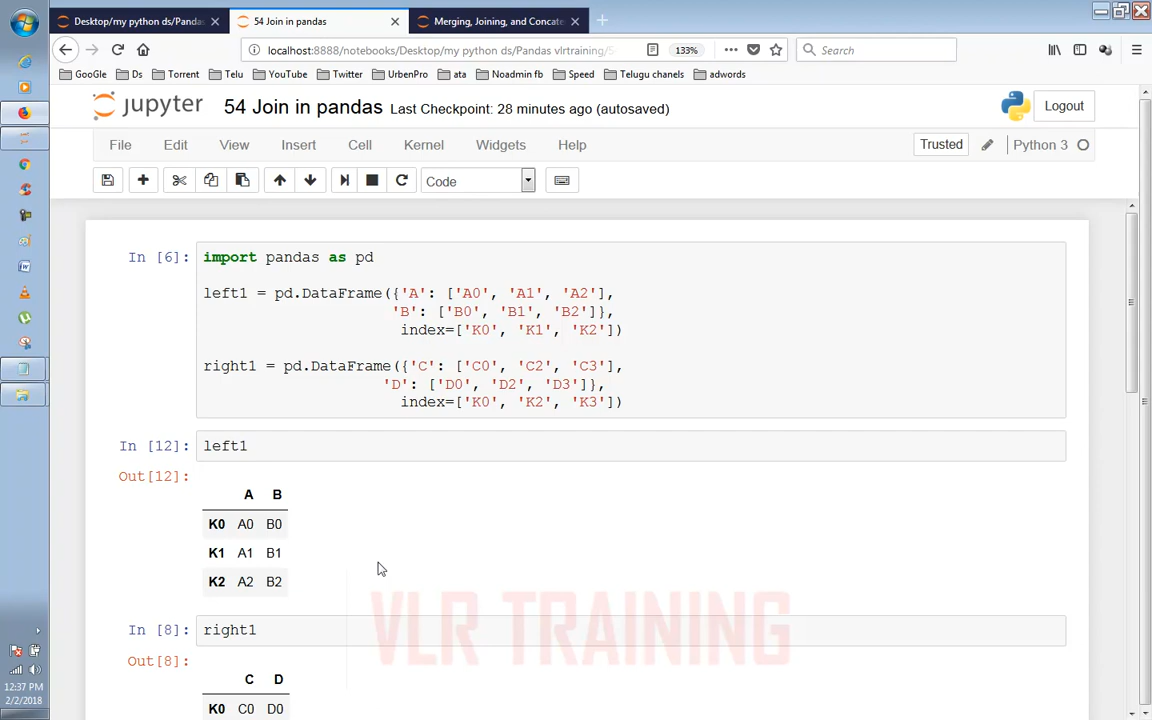 Desktop/my python ds/Panda
54 Join in pandas
Merging, Joining, and Concate
localhost:8888/notebooks/Desktop/my python ds/Pandas vlrtraining/5
133%
Search
GooGle
Ds
Torrent
Telu
YouTube
Twitter
UrbenPro
ata
Noadmin fb
Speed
Telugu chanels
adwords
jupyter
54 Join in pandas Last Checkpoint: 28 minutes ago (autosaved)
Logout
File Edit View Insert Cell Kernel Widgets Help
Trusted
Python 3
Code
In [6]:
import pandas as pd
left1 = pd.DataFrame({'A': ['A0', 'A1', 'A2'],
'B': ['B0', 'B1', 'B2']},
index=['K0', 'K1', 'K2'])
right1 = pd.DataFrame({'C': ['C0', 'C2', 'C3'],
'D': ['D0', 'D2', 'D3']},
index=['K0', 'K2', 'K3'])
In [12]: left1
Out[12]:
A B
K0 A0 B0
K1 A1 B1
K2 A2 B2
VLR TRAINING
In [8]: right1
Out[8]:
C D
K0 C0 D0
12:37 PM
2/2/2018